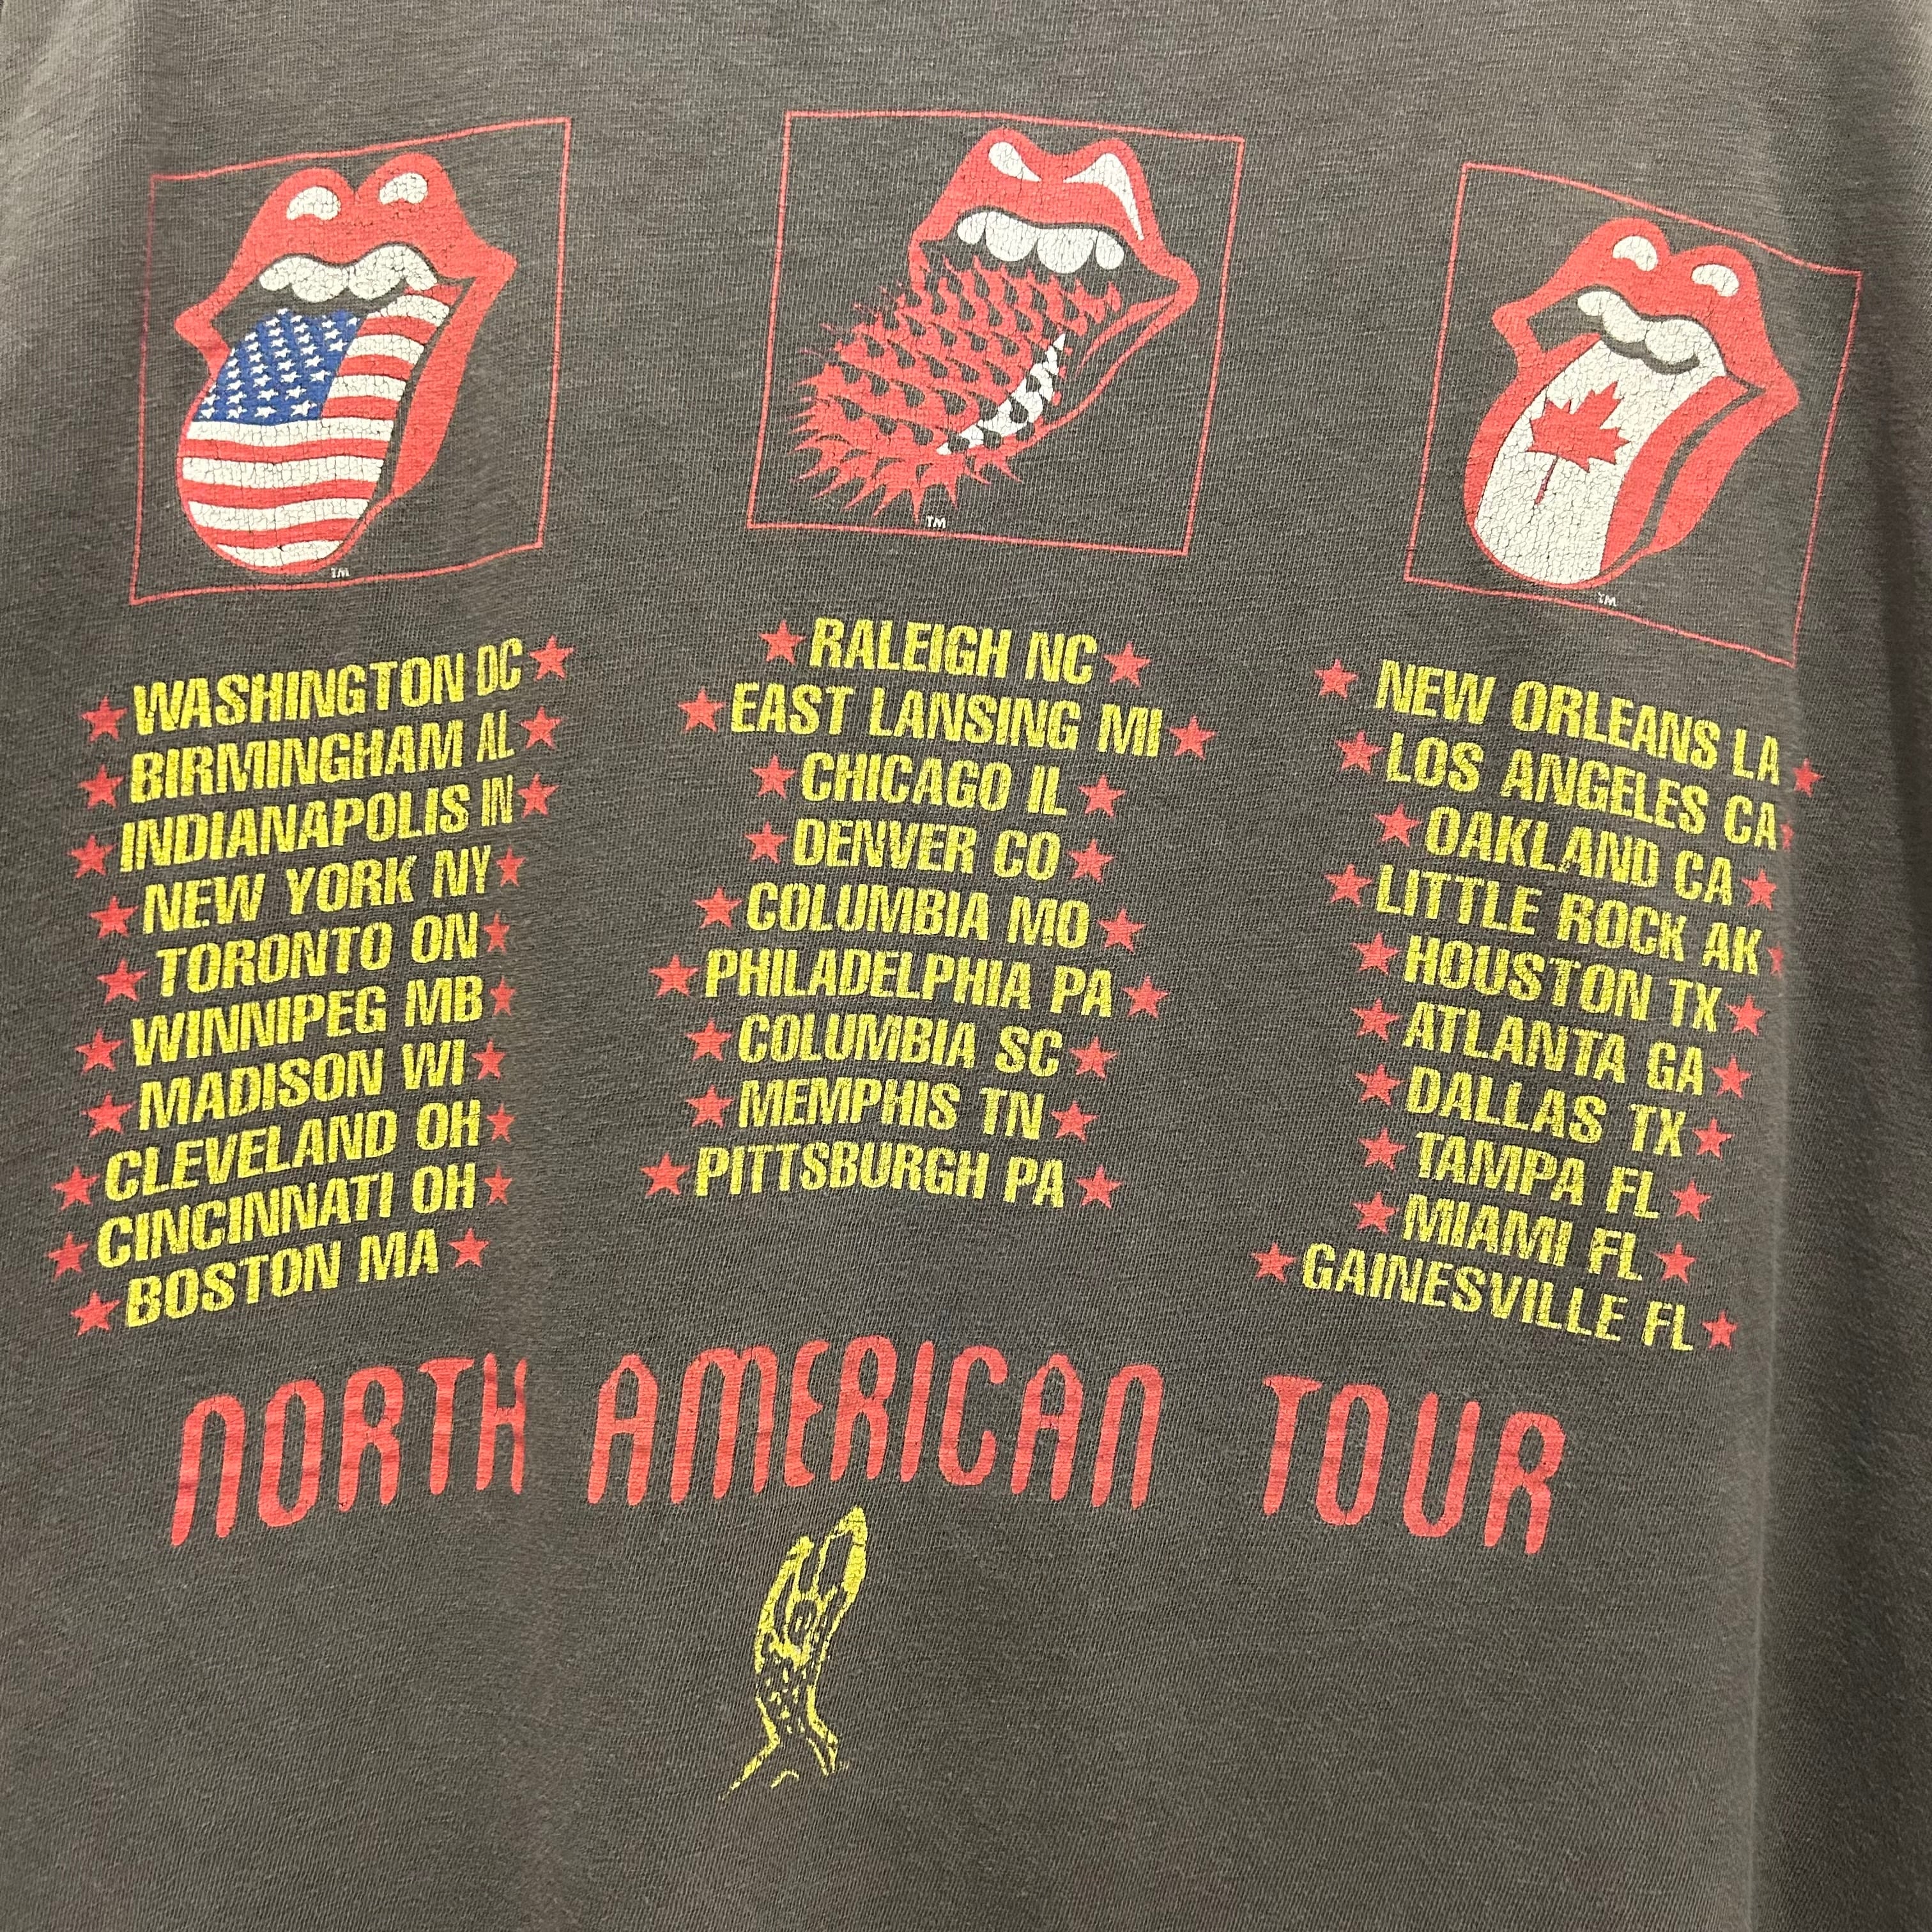 TM
TM
TM
WASHINGTON DC
BIRMINGHAM AL
INDIANAPOLIS IN
NEW YORK NY
TORONTO ON
WINNIPEG MB
MADISON WI
CLEVELAND OH
CINCINNATI OH
BOSTON MA
RALEIGH NC
EAST LANSING MI
CHICAGO IL
DENVER CO
COLUMBIA MO
PHILADELPHIA PA
COLUMBIA SC
MEMPHIS TN
PITTSBURGH PA
NEW ORLEANS LA
LOS ANGELES CA
OAKLAND CA
LITTLE ROCK AK
HOUSTON TX
ATLANTA GA
DALLAS TX
TAMPA FL
MIAMI FL
GAINESVILLE FL
NORTH AMERICAN TOUR